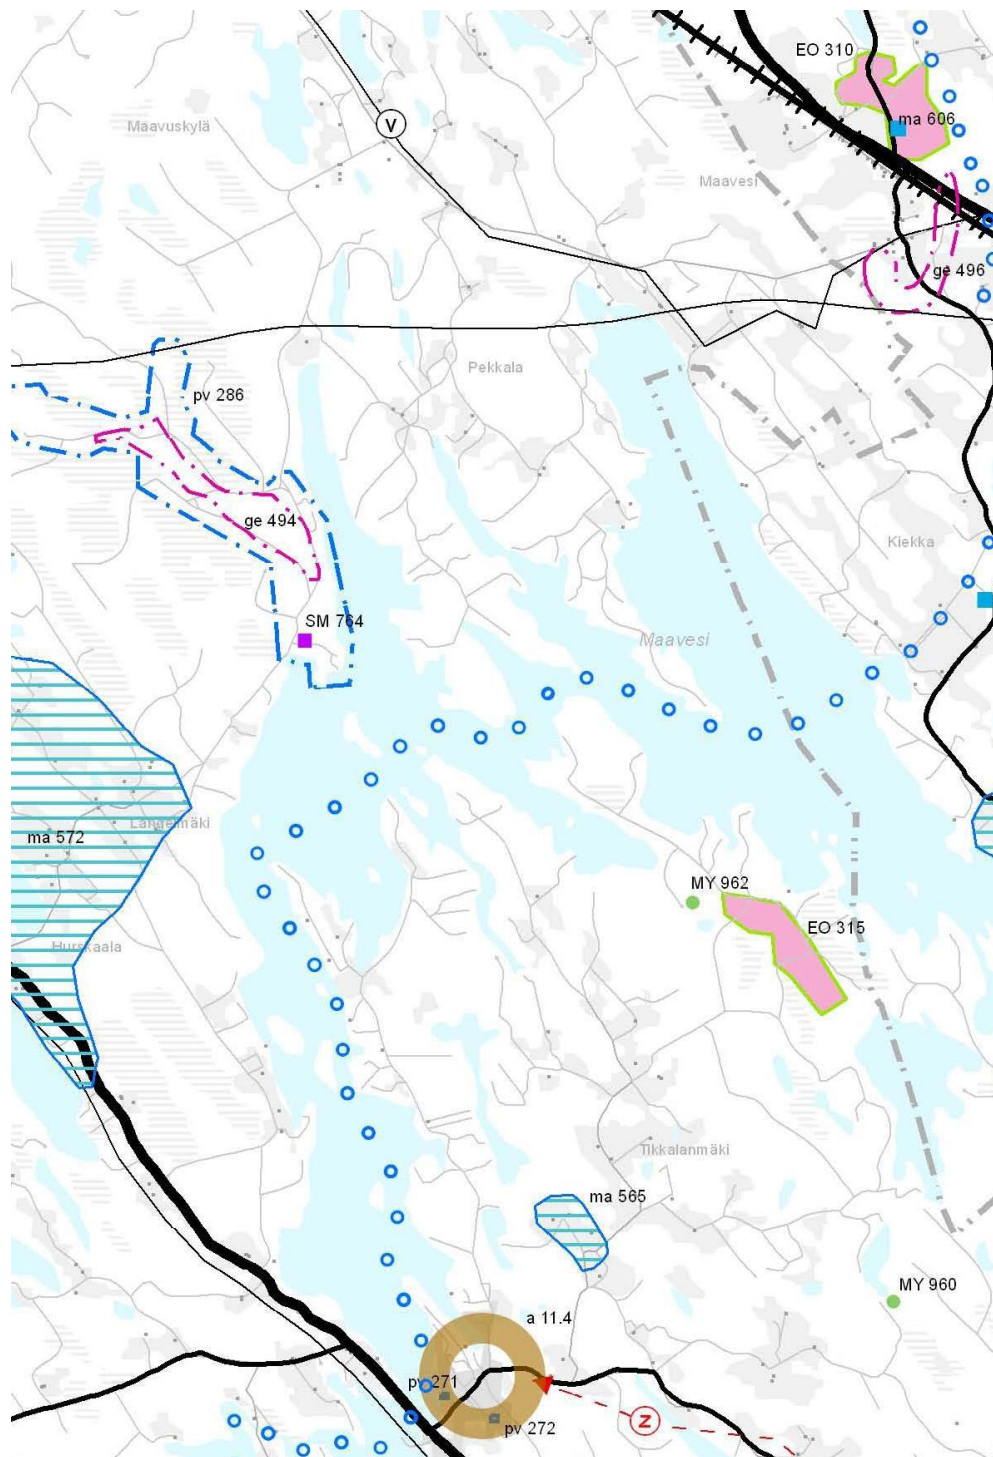 EO 310
V
ma 606
Maavuskylä
Maavesi
ge 496
Pekkala
pv 286
ge 494
Kiekka
SM 764
Maavesi
Längelmäki
ma 572
MY 962
EO 315
Hurskaala
Tikkalanmäki
ma 565
MY 960
a 11.4
pv 271
Z
pv 272